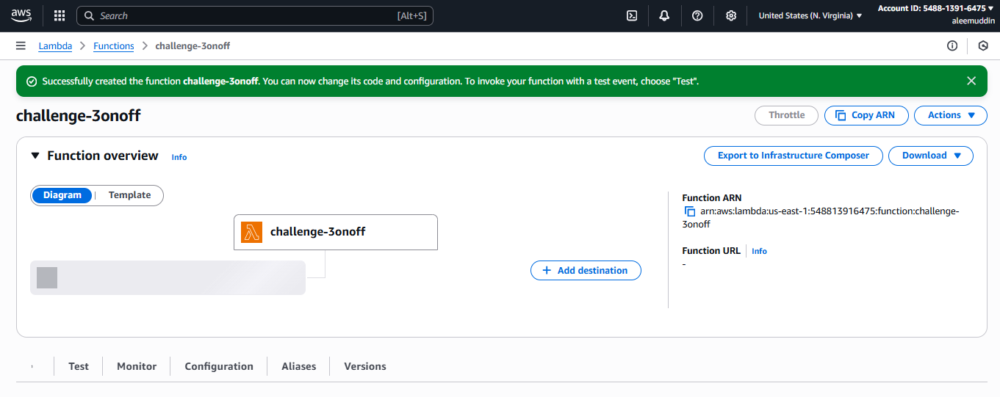 aws
Search [Alt+S]
United States (N. Virginia)
Account ID: 5488-1391-6475
aleemuddin
Lambda
Functions
challenge-3onoff
Successfully created the function challenge-3onoff. You can now change its code and configuration. To invoke your function with a test event, choose "Test".
challenge-3onoff
Throttle
Copy ARN
Actions
Function overview
Info
Export to Infrastructure Composer
Download
Diagram
Template
challenge-3onoff
+ Add destination
Function ARN
arn:aws:lambda:us-east-1:548813916475:function:challenge-
3onoff
Function URL
Info
-
Test
Monitor
Configuration
Aliases
Versions